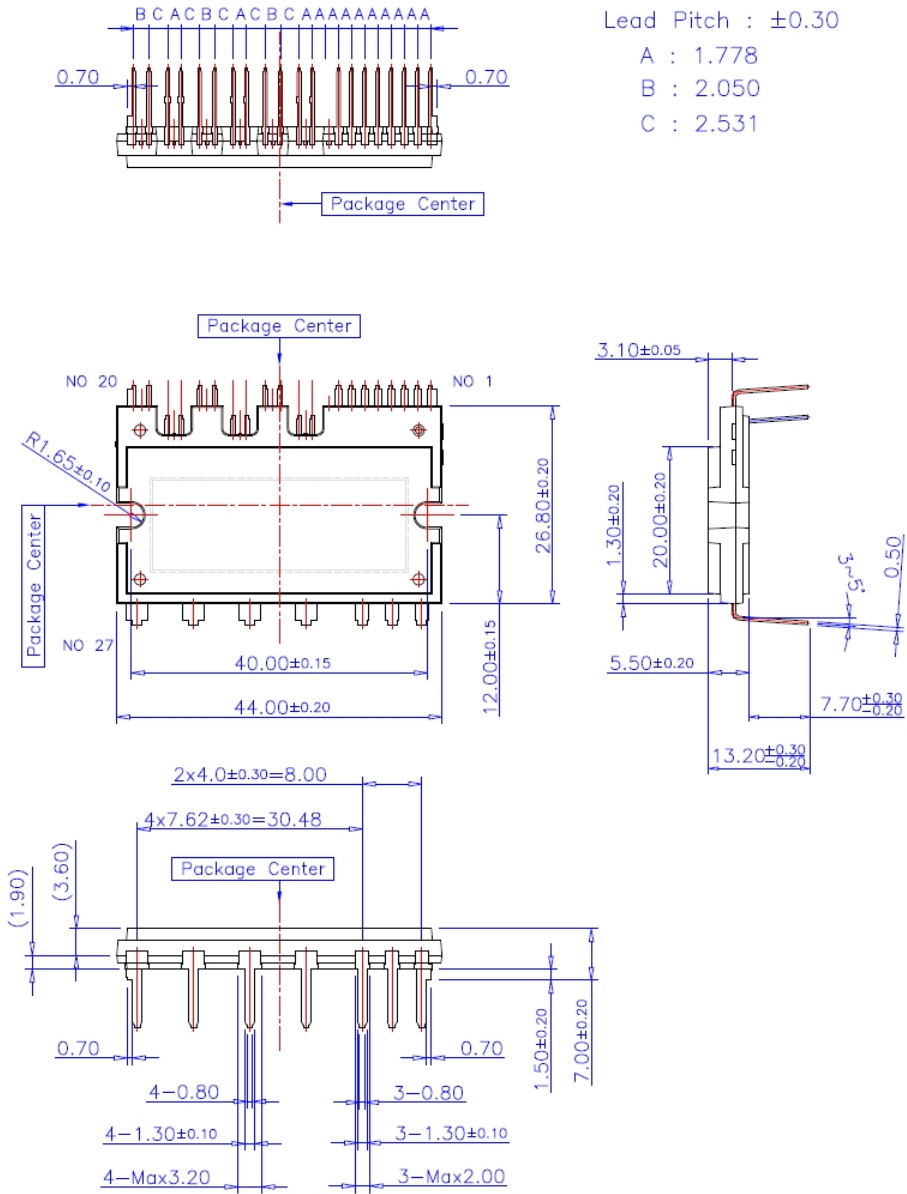 B C A C B C A C B C A A A A A A A A A A
Lead Pitch : ±0.30
A : 1.778
B : 2.050
C : 2.531
0.70
0.70
Package Center
Package Center
NO 20
NO 1
R1.65±0.10
Package Center
NO 27
26.80±0.20
12.00±0.15
40.00±0.15
44.00±0.20
3.10±0.05
1.30±0.20
20.00±0.20
3~5°
0.50
5.50±0.20
7.70±0.30
-0.20
13.20±0.30
-0.20
2x4.0±0.30=8.00
4x7.62±0.30=30.48
Package Center
(1.90)
(3.60)
0.70
0.70
1.50±0.20
7.00±0.20
4-0.80
3-0.80
4-1.30±0.10
3-1.30±0.10
4-Max3.20
3-Max2.00